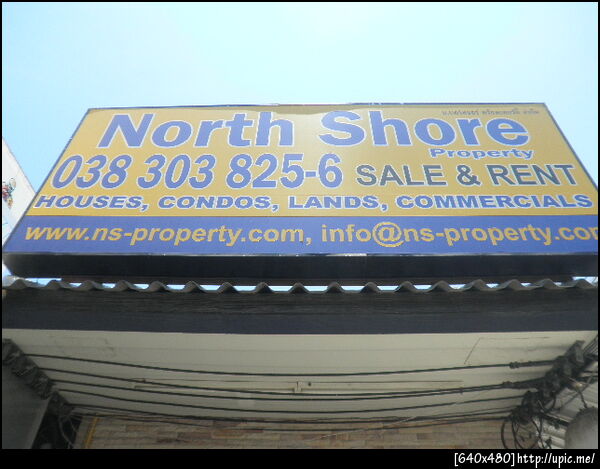 North Shore
Property
038 303 825-6 SALE & RENT
HOUSES, CONDOS, LANDS, COMMERCIALS
www.ns-property.com, info@ns-property.com
[640x480]http://upic.me/